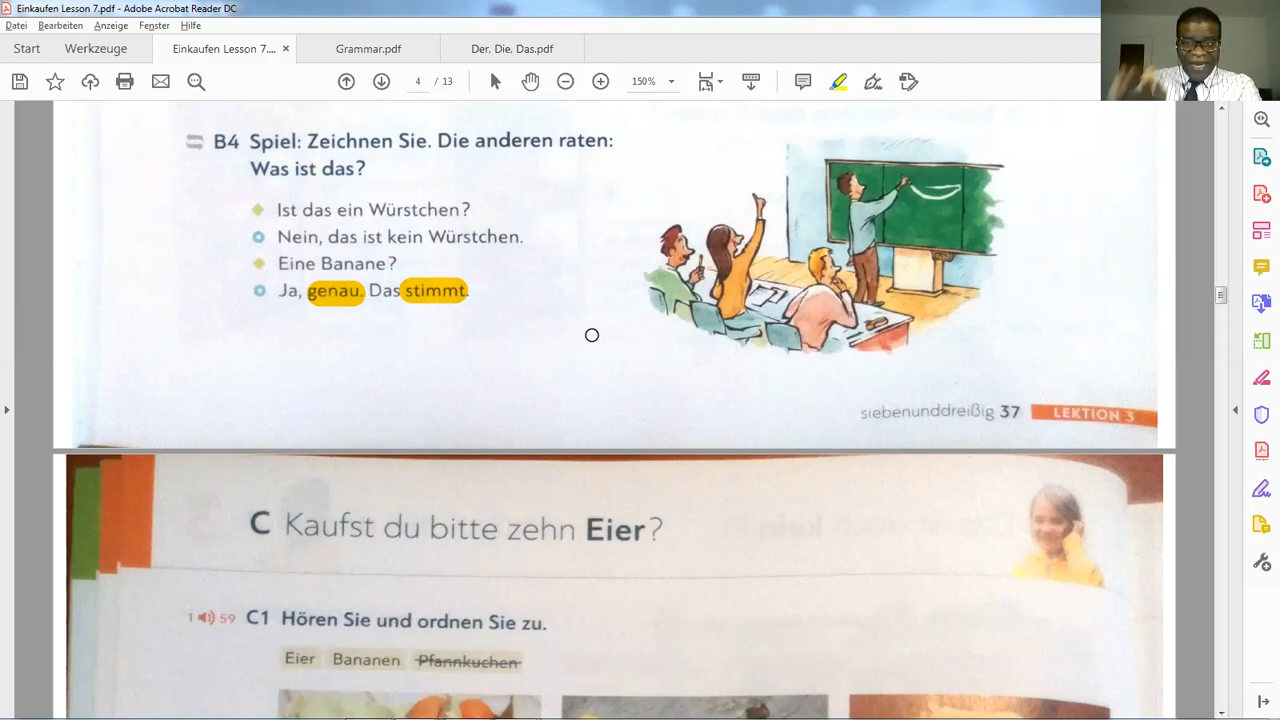 Einkaufen Lesson 7.pdf - Adobe Acrobat Reader DC
Datei Bearbeiten Anzeige Fenster Hilfe
Start Werkzeuge Einkaufen Lesson 7.... × Grammar.pdf Der, Die, Das.pdf
4 / 13 150%
B4 Spiel: Zeichnen Sie. Die anderen raten:
Was ist das?
Ist das ein Würstchen?
Nein, das ist kein Würstchen.
Eine Banane?
Ja, genau. Das stimmt.
siebenunddreißig 37 LEKTION 3
C Kaufst du bitte zehn Eier?
1 59 C1 Hören Sie und ordnen Sie zu.
Eier Bananen Pfannkuchen